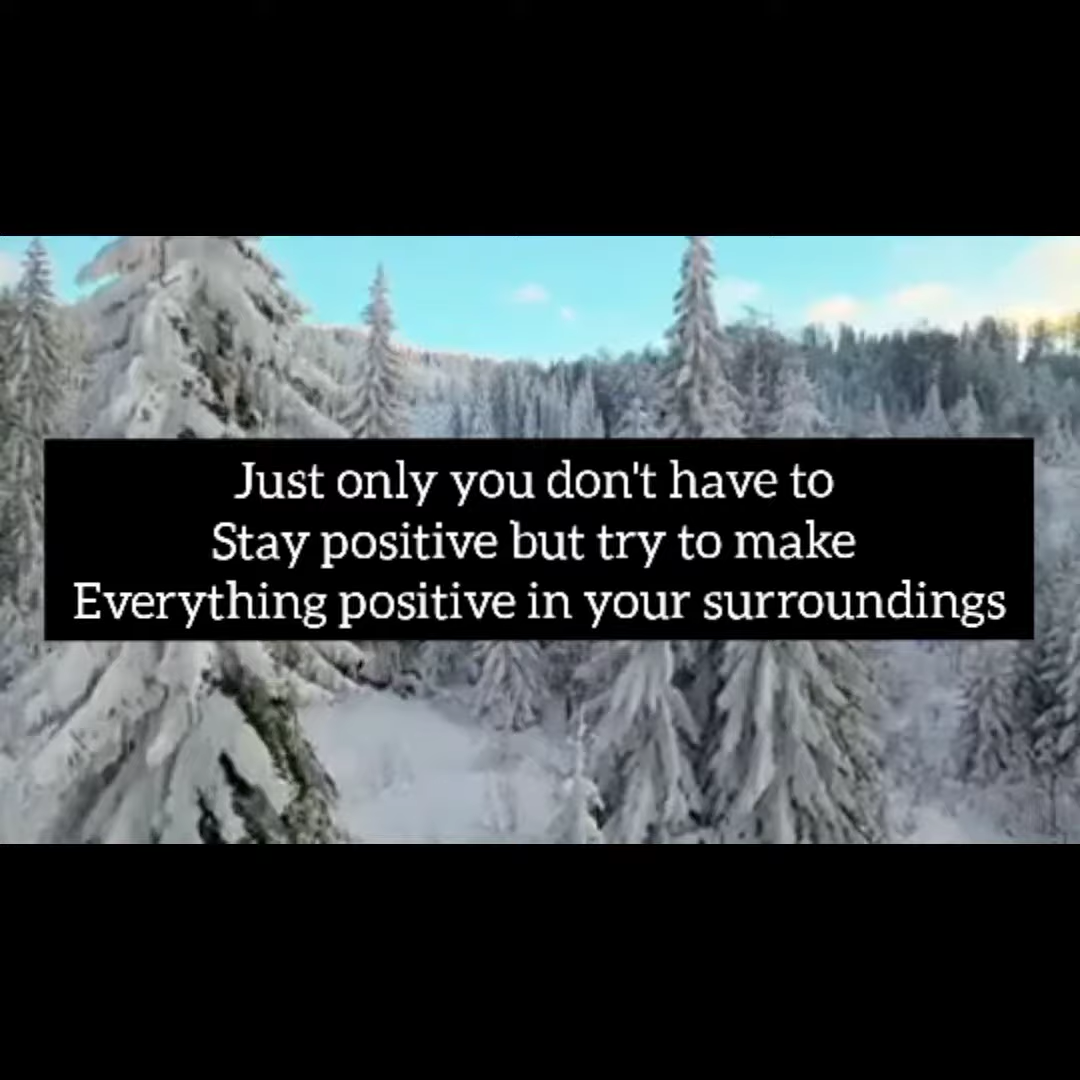 Just only you don't have to
Stay positive but try to make
Everything positive in your surroundings